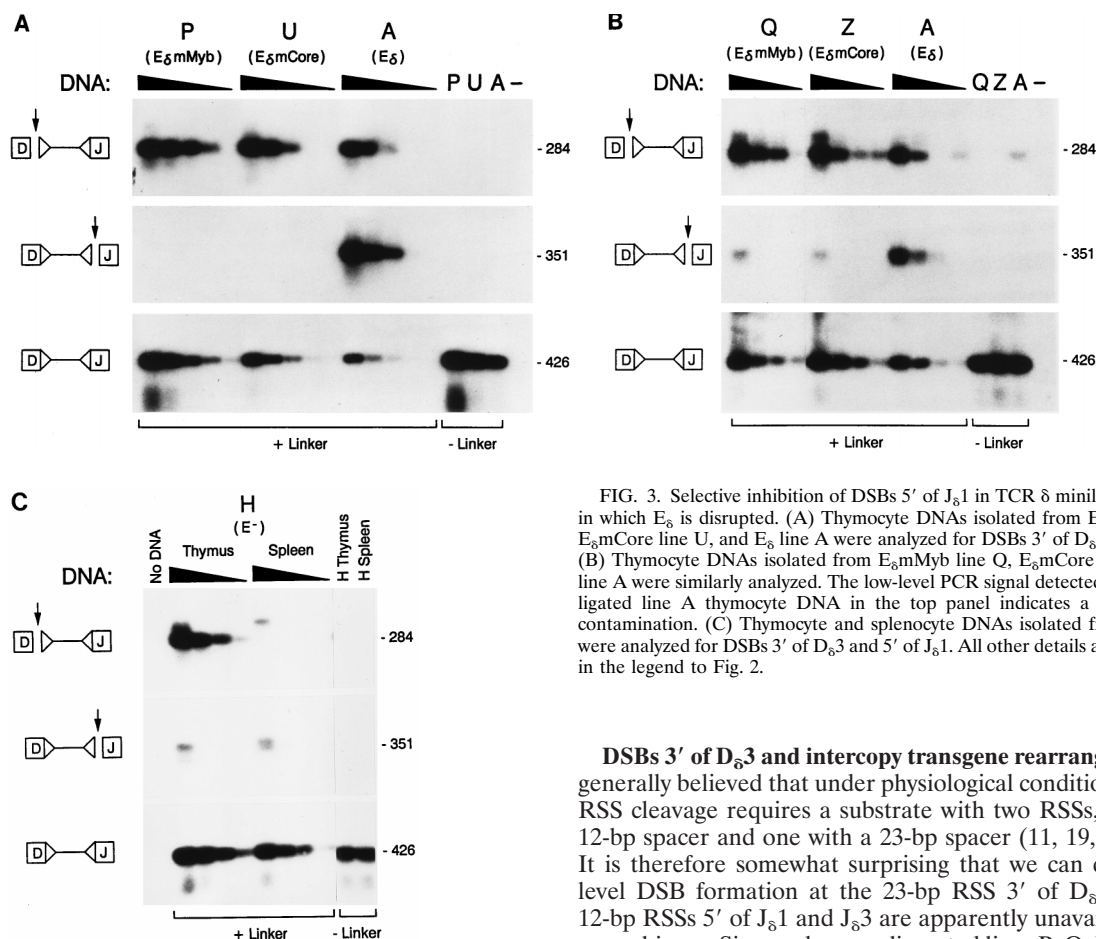 A
P
U
A
(EδmMyb)
(EδmCore)
(Eδ)
DNA:
P U A –
D
J
- 284
D
J
- 351
D
J
- 426
+ Linker
- Linker
B
Q
Z
A
(EδmMyb)
(EδmCore)
(Eδ)
DNA:
Q Z A –
D
J
- 284
D
J
- 351
D
J
- 426
+ Linker
- Linker
C
H
(E-)
No DNA
Thymus
Spleen
H Thymus
H Spleen
DNA:
D
J
- 284
D
J
- 351
D
J
- 426
+ Linker
- Linker
FIG. 3. Selective inhibition of DSBs 5′ of Jδ1 in TCR δ
in which Eδ is disrupted. (A) Thymocyte DNAs isolated from
EδmCore line U, and Eδ line A were analyzed for DSBs 3′ of
(B) Thymocyte DNAs isolated from EδmMyb line Q, EδmCore
line A were similarly analyzed. The low-level PCR signal detected
ligated line A thymocyte DNA in the top panel indicates a
contamination. (C) Thymocyte and splenocyte DNAs isolated
were analyzed for DSBs 3′ of Dδ3 and 5′ of Jδ1. All other details
in the legend to Fig. 2.
DSBs 3′ of Dδ3 and intercopy transgene
generally believed that under physiological
RSS cleavage requires a substrate with two RSSs,
12-bp spacer and one with a 23-bp spacer (11, 19,
It is therefore somewhat surprising that we can
level DSB formation at the 23-bp RSS 3′ of
12-bp RSSs 5′ of Jδ1 and Jδ3 are apparently